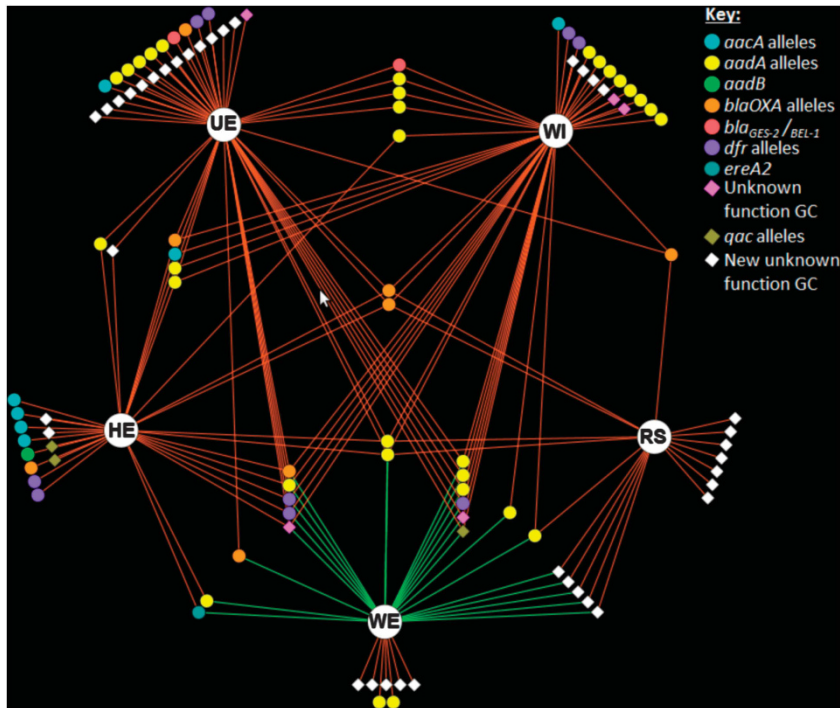 Key:
aacA alleles
aadA alleles
aadB
blaOXA alleles
blaGES-2/BEL-1
dfr alleles
ereA2
Unknown
function GC
qac alleles
New unknown
function GC
UE
WI
HE
RS
WE